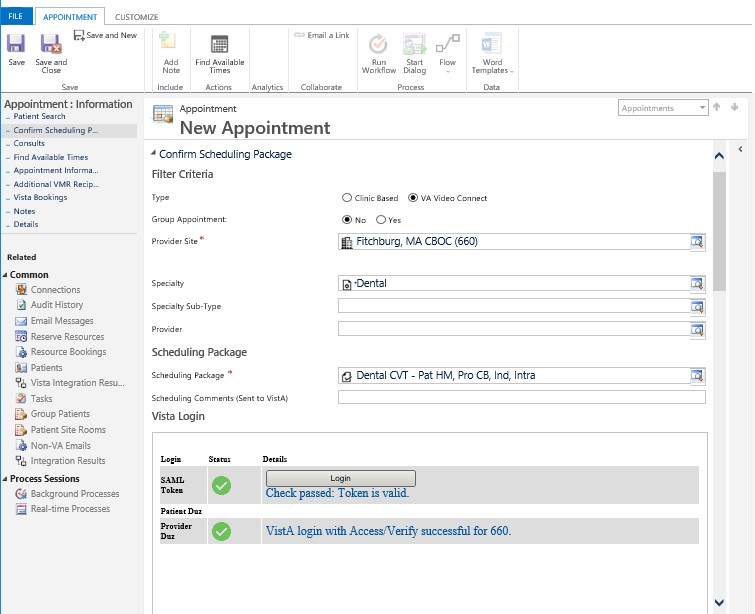 FILE APPOINTMENT CUSTOMIZE
Save
Save and Close
Save and New
Save
Add Note
Include
Find Available Times
Actions
Analytics
Email a Link
Collaborate
Run Workflow
Start Dialog
Flow
Process
Word Templates
Data
Appointment : Information
Patient Search
Confirm Scheduling P...
Consults
Find Available Times
Appointment Informa...
Additional VMR Recip...
Vista Bookings
Notes
Details
Related
Common
Connections
Audit History
Email Messages
Reserve Resources
Resource Bookings
Patients
Vista Integration Resu...
Tasks
Group Patients
Patient Site Rooms
Non-VA Emails
Integration Results
Process Sessions
Background Processes
Real-time Processes
Appointment
New Appointment
Appointments
Confirm Scheduling Package
Filter Criteria
Type Clinic Based VA Video Connect
Group Appointment: No Yes
Provider Site * Fitchburg, MA CBOC (660)
Specialty Dental
Specialty Sub-Type
Provider
Scheduling Package
Scheduling Package * Dental CVT - Pat HM, Pro CB, Ind, Intra
Scheduling Comments (Sent to VistA)
Vista Login
Login Status Details
SAML Token
Login
Check passed: Token is valid.
Patient Duz
Provider Duz
VistA login with Access/Verify successful for 660.